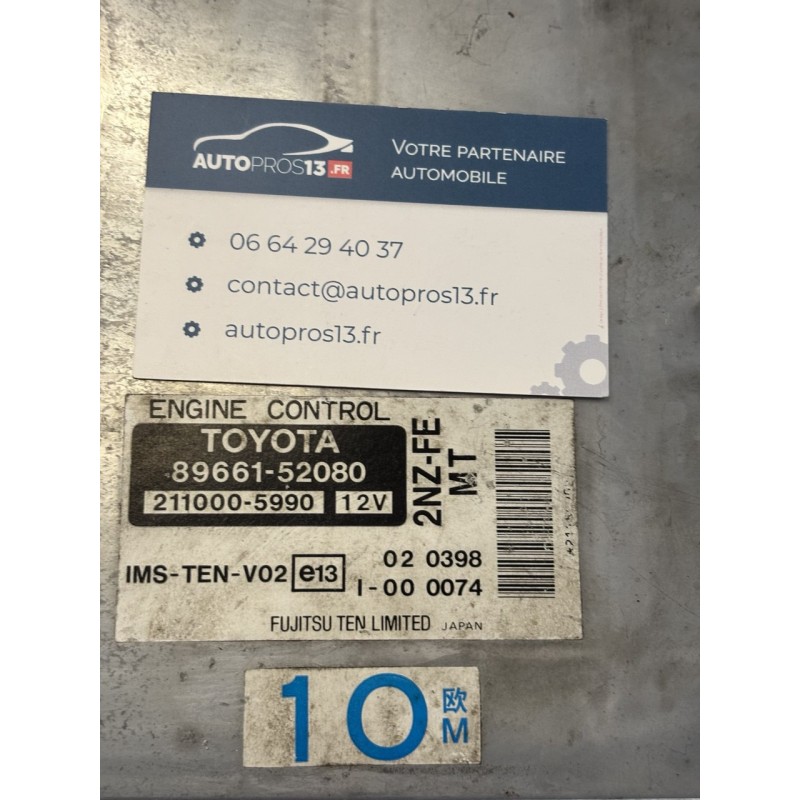 AUTOPROS13.FR
VOTRE PARTENAIRE
AUTOMOBILE
06 64 29 40 37
contact@autopros13.fr
autopros13.fr
ENGINE CONTROL
TOYOTA
89661-52080
211000-5990 12V
2NZ-FE
MT
IMS-TEN-V02 e13
02 0398
I-00 0074
FUJITSU TEN LIMITED JAPAN
10 欧
M